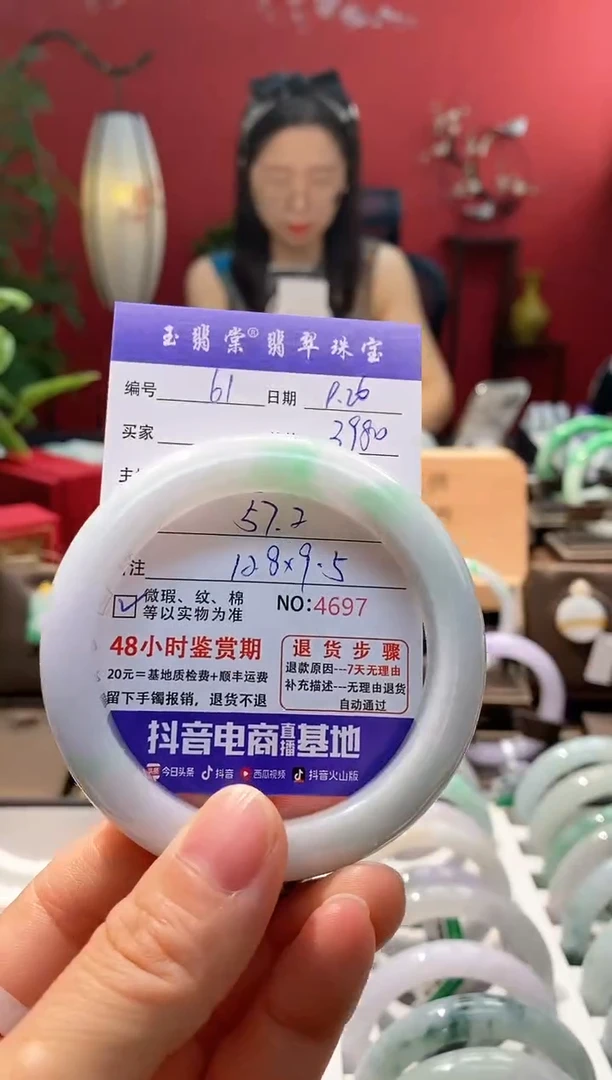 玉翡棠® 翡翠珠宝
编号 61 日期 9.26
买家 3980
57.2
注 12.8×9.5
微瑕、纹、棉
等以实物为准
NO:4697
48小时鉴赏期
20元=基地质检费+顺丰运费
留下手镯报销，退货不退
退货步骤
退款原因---7天无理由
补充描述---无理由退货
自动通过
抖音电商直播基地
今日头条 抖音 西瓜视频 抖音火山版